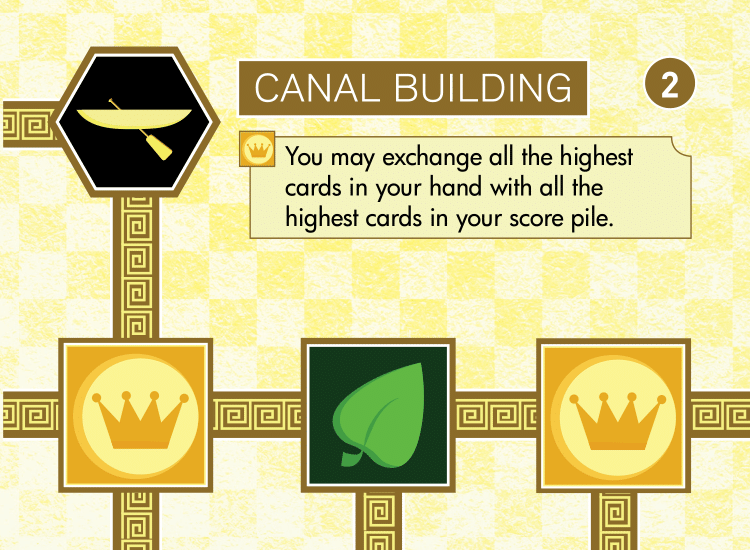 CANAL BUILDING
2
You may exchange all the highest
cards in your hand with all the
highest cards in your score pile.